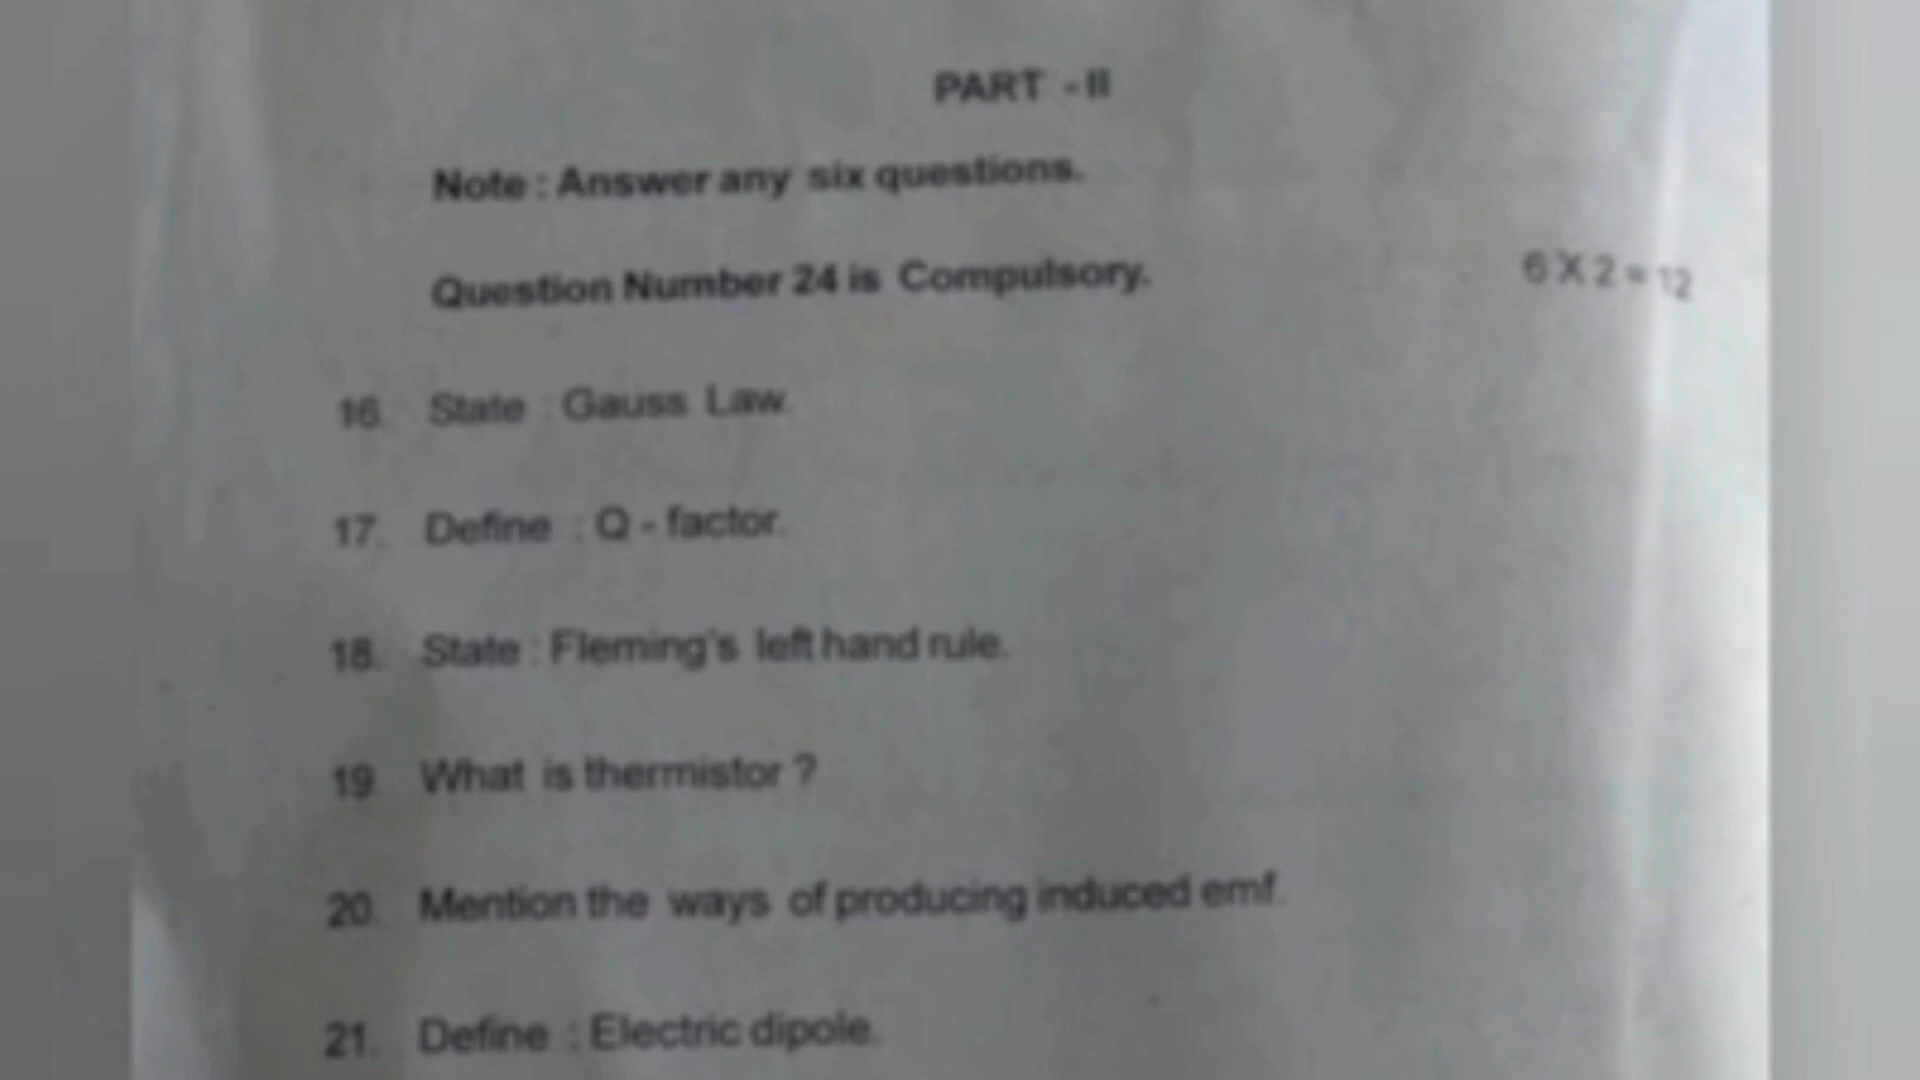 PART - II
Note : Answer any six questions.
Question Number 24 is Compulsory. 6 X 2 = 12
16. State : Gauss Law.
17. Define : Q - factor.
18. State : Fleming's left hand rule.
19. What is thermistor ?
20. Mention the ways of producing induced emf.
21. Define : Electric dipole.